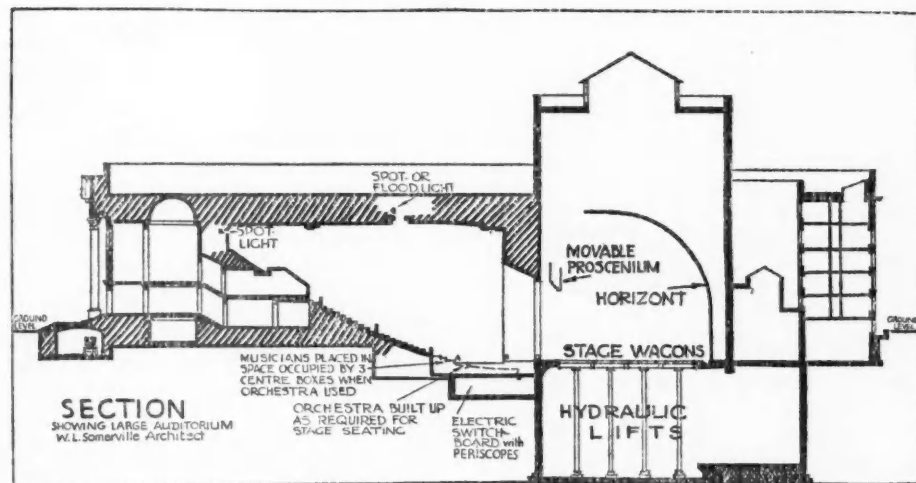 SPOT- OR
FLOOD LIGHT
SPOT-
LIGHT
MOVABLE
PROSCENIUM
HORIZONT
GROUND
LEVEL
GROUND
LEVEL
STAGE WAGONS
MUSICIANS PLACED IN
SPACE OCCUPIED BY 3-
CENTRE BOXES WHEN
ORCHESTRA USED
ORCHESTRA BUILT UP
AS REQUIRED FOR
STAGE SEATING
ELECTRIC
SWITCH-
BOARD with
PERISCOPES
HYDRAULIC
LIFTS
SECTION
SHOWING LARGE AUDITORIUM
W. L. Somerville Architect